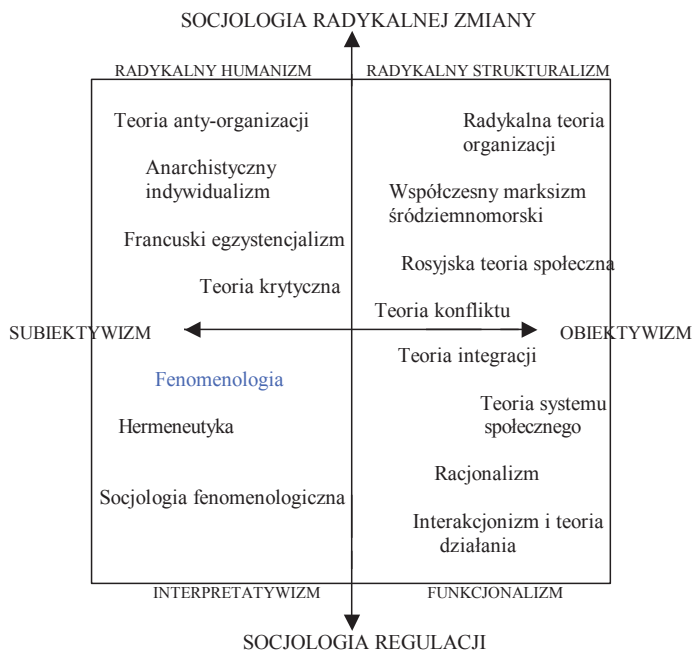 SOCJOLOGIA RADYKALNEJ ZMIANY
RADYKALNY HUMANIZM
RADYKALNY STRUKTURALIZM
Teoria anty-organizacji
Anarchistyczny
indywidualizm
Francuski egzystencjalizm
Teoria krytyczna
Radykalna teoria
organizacji
Współczesny marksizm
śródziemnomorski
Rosyjska teoria społeczna
Teoria konfliktu
SUBIEKTYWIZM
OBIEKTYWIZM
Fenomenologia
Hermeneutyka
Socjologia fenomenologiczna
Teoria integracji
Teoria systemu
społecznego
Racjonalizm
Interakcjonizm i teoria
działania
INTERPRETATYWIZM
FUNKCJONALIZM
SOCJOLOGIA REGULACJI